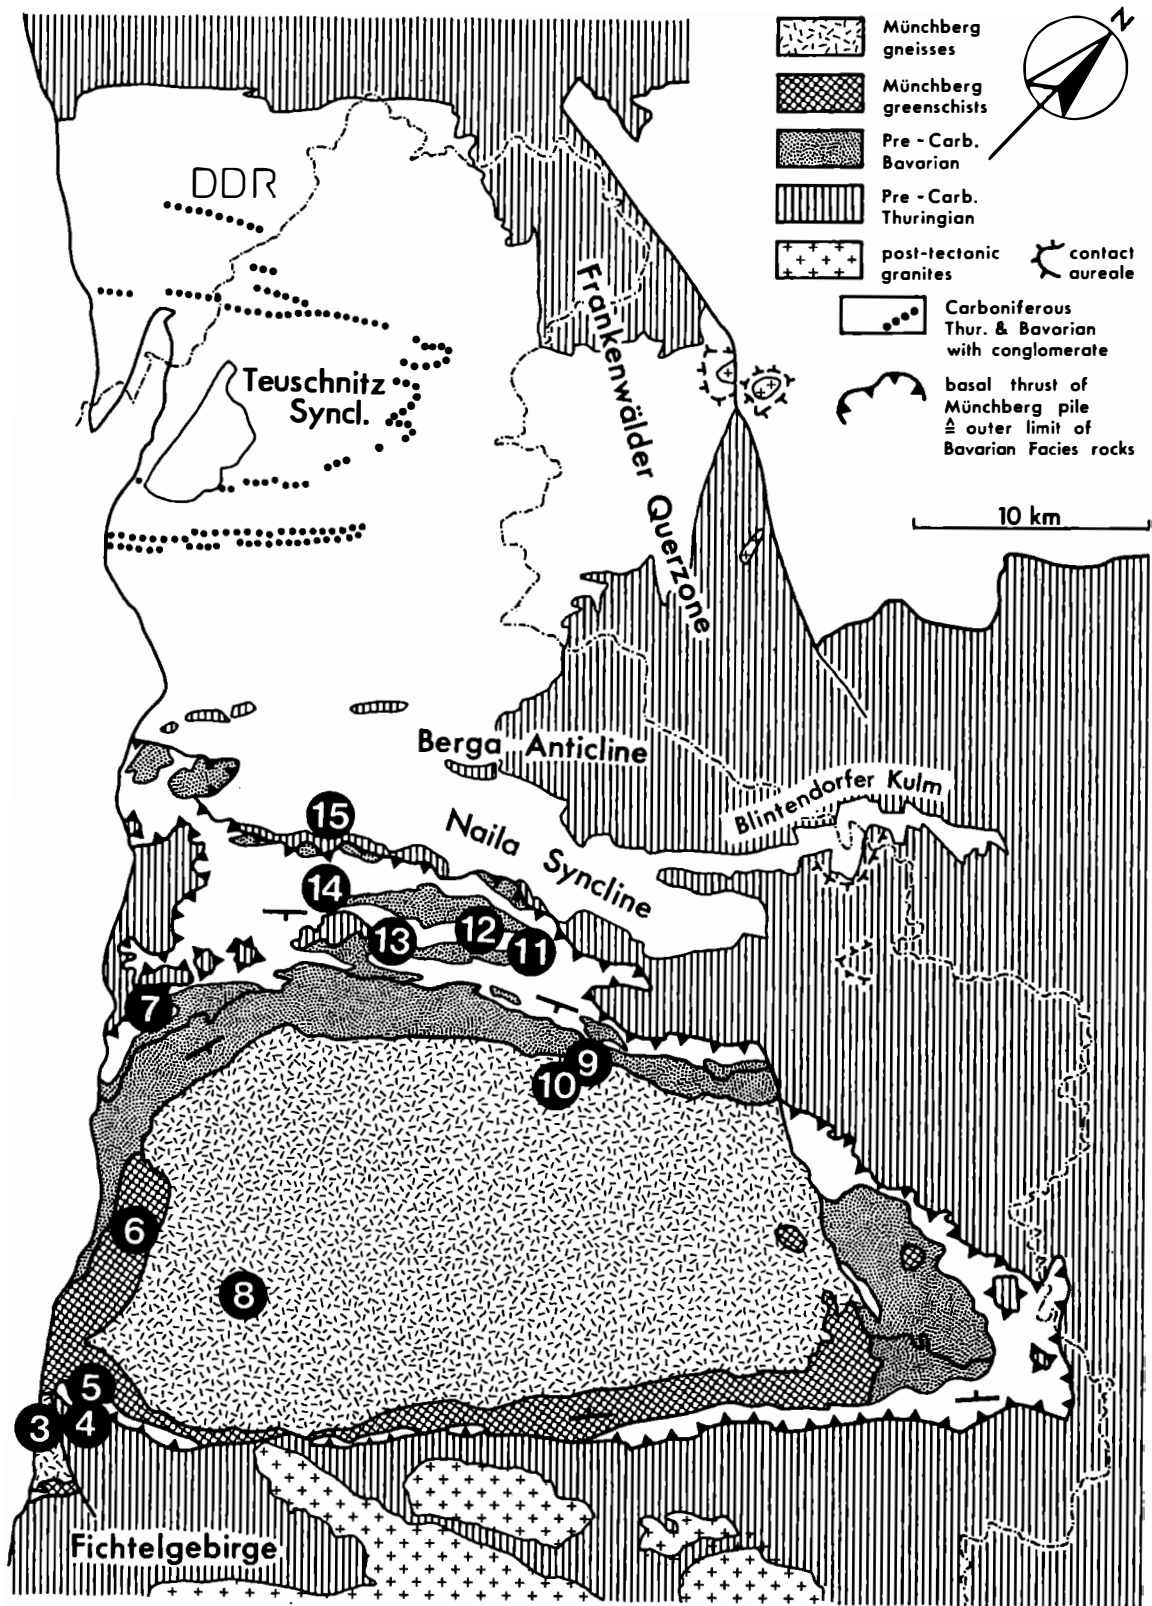 Münchberg
gneisses
Münchberg
greenschists
Pre - Carb.
Bavarian
Pre - Carb.
Thuringian
post-tectonic
granites
contact
aureale
Carboniferous
Thur. & Bavarian
with conglomerate
basal thrust of
Münchberg pile
≙ outer limit of
Bavarian Facies rocks
N
10 km
DDR
Teuschnitz
Syncl.
Frankenwälder Querzone
Berga Anticline
Blintendorfer Kulm
Naila Syncline
15
14
13
12
11
7
9
10
6
8
5
3
4
Fichtelgebirge